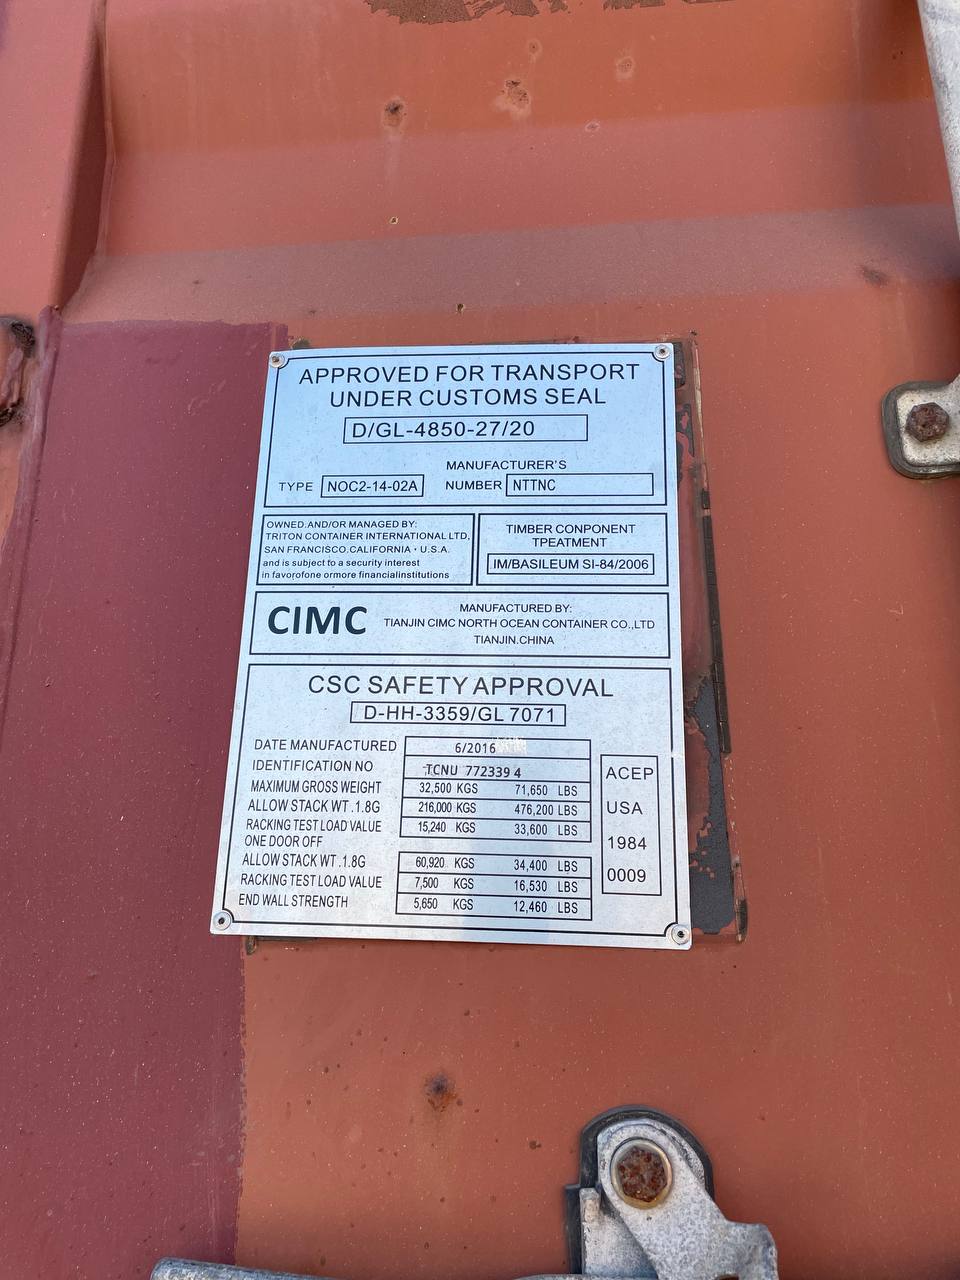 APPROVED FOR TRANSPORT
UNDER CUSTOMS SEAL
D/GL-4850-27/20
TYPE NOC2-14-02A MANUFACTURER'S NUMBER NTTNC
OWNED.AND/OR MANAGED BY:
TRITON CONTAINER INTERNATIONAL LTD,
SAN FRANCISCO.CALIFORNIA · U.S.A.
and is subject to a security interest
in favorofone ormore financialinstitutions
TIMBER CONPONENT
TPEATMENT
IM/BASILEUM SI-84/2006
CIMC
MANUFACTURED BY:
TIANJIN CIMC NORTH OCEAN CONTAINER CO.,LTD
TIANJIN.CHINA
CSC SAFETY APPROVAL
D-HH-3359/GL 7071
DATE MANUFACTURED 6/2016
IDENTIFICATION NO TCNU 772339 4
MAXIMUM GROSS WEIGHT 32,500 KGS 71,650 LBS
ALLOW STACK WT .1.8G 216,000 KGS 476,200 LBS
RACKING TEST LOAD VALUE 15,240 KGS 33,600 LBS
ONE DOOR OFF
ALLOW STACK WT .1.8G 60,920 KGS 34,400 LBS
RACKING TEST LOAD VALUE 7,500 KGS 16,530 LBS
END WALL STRENGTH 5,650 KGS 12,460 LBS
ACEP
USA
1984
0009